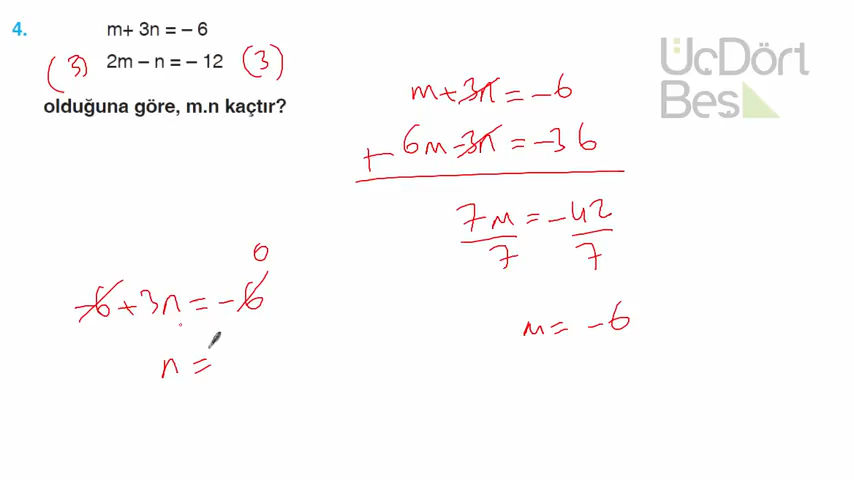 4. m+ 3n = – 6
(3) 2m – n = – 12 (3)
olduğuna göre, m.n kaçtır?
ÜçDört
Beş
m + 3n = -6
+ 6m - 3n = -36
7m = -42
7 7
m = -6
0
-6 + 3n = -6
n =